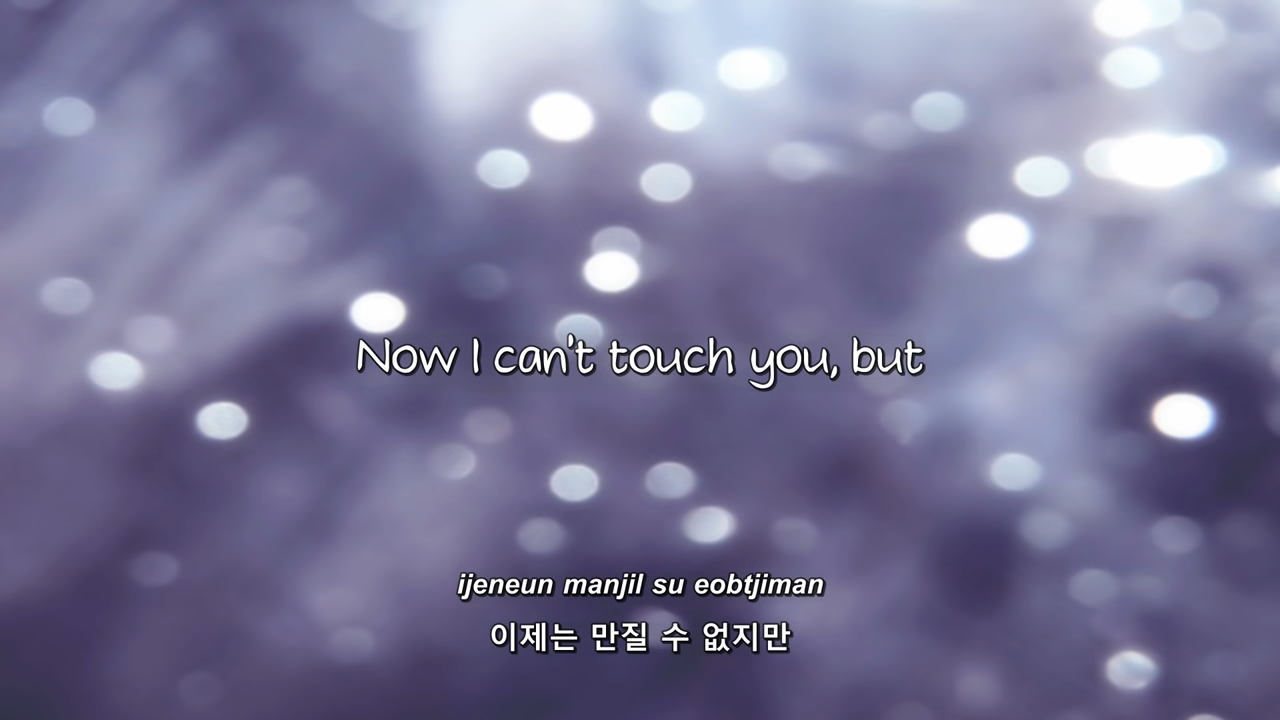 Now I can't touch you, but
ijeneun manjil su eobtjiman
이제는 만질 수 없지만